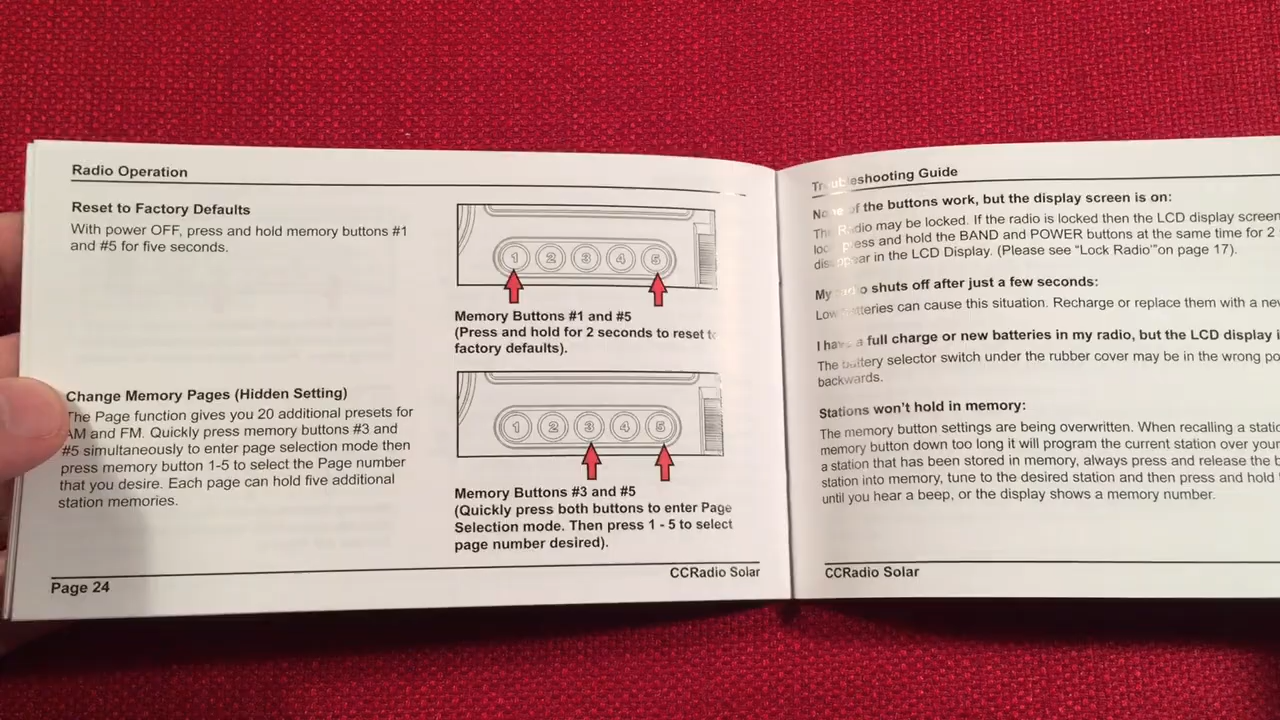 Radio Operation
Reset to Factory Defaults
With power OFF, press and hold memory buttons #1
and #5 for five seconds.
1 2 3 4 5
Memory Buttons #1 and #5
(Press and hold for 2 seconds to reset to
factory defaults).
Change Memory Pages (Hidden Setting)
The Page function gives you 20 additional presets for
AM and FM. Quickly press memory buttons #3 and
#5 simultaneously to enter page selection mode then
press memory button 1-5 to select the Page number
that you desire. Each page can hold five additional
station memories.
1 2 3 4 5
Memory Buttons #3 and #5
(Quickly press both buttons to enter Page
Selection mode. Then press 1 - 5 to select
page number desired).
Page 24
CCRadio Solar
Troubleshooting Guide
None of the buttons work, but the display screen is on:
The Radio may be locked. If the radio is locked then the LCD display screen
press and hold the BAND and POWER buttons at the same time for 2
disappear in the LCD Display. (Please see "Lock Radio"on page 17).
My radio shuts off after just a few seconds:
Low batteries can cause this situation. Recharge or replace them with a
I have a full charge or new batteries in my radio, but the LCD display
The battery selector switch under the rubber cover may be in the wrong
backwards.
Stations won't hold in memory:
The memory button settings are being overwritten. When recalling a
memory button down too long it will program the current station over
a station that has been stored in memory, always press and release the
station into memory, tune to the desired station and then press and hold
until you hear a beep, or the display shows a memory number.
CCRadio Solar